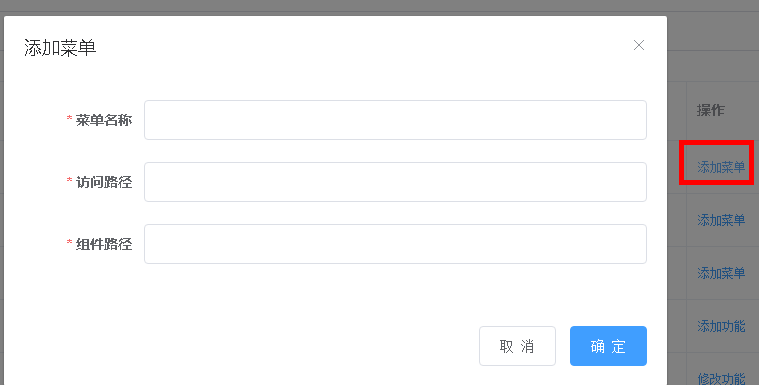 添加菜单
* 菜单名称
* 访问路径
* 组件路径
取 消
确 定
操作
添加菜单
添加菜单
添加菜单
添加功能
修改功能